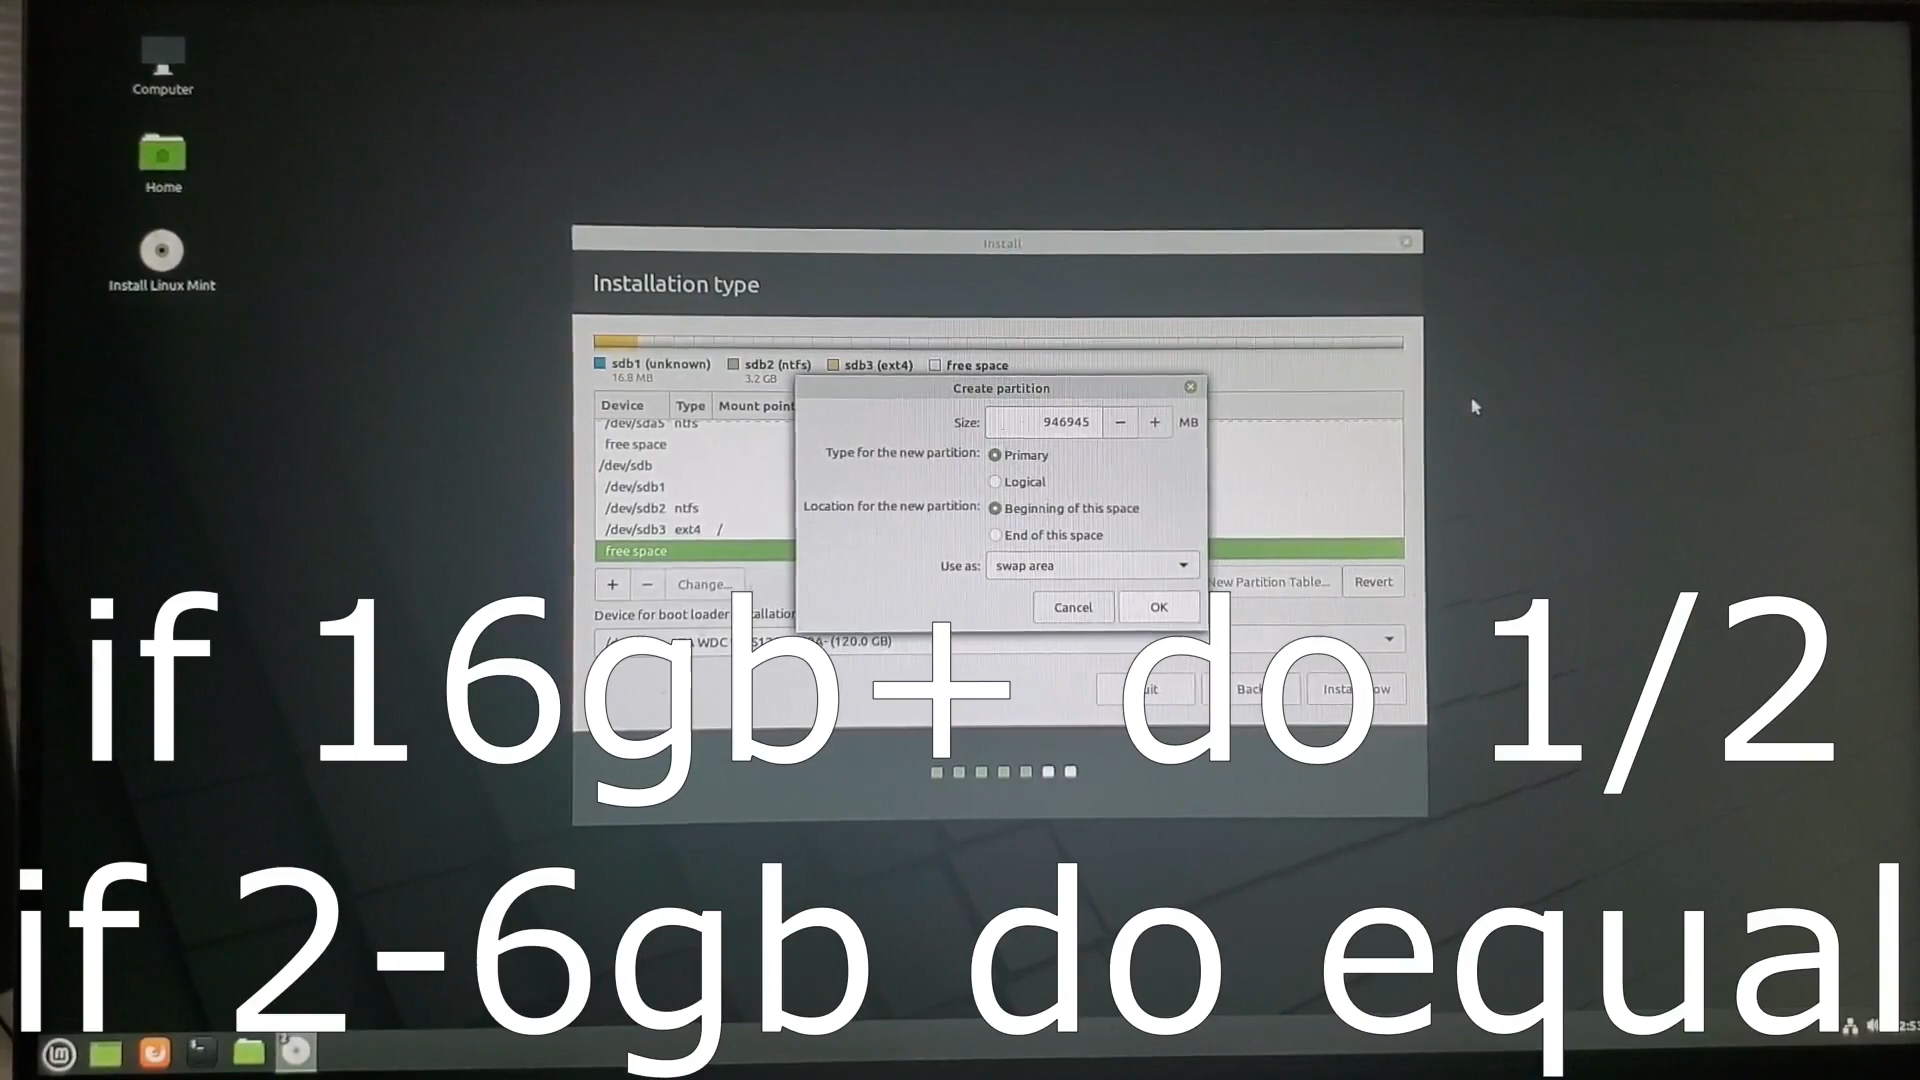 Computer
Home
Install Linux Mint
Install
Installation type
sdb1 (unknown) sdb2 (ntfs) sdb3 (ext4) free space
16.8 MB 3.2 GB
Device Type Mount point
/dev/sda5 ntfs
free space
/dev/sdb
/dev/sdb1
/dev/sdb2 ntfs
/dev/sdb3 ext4 /
free space
+ − Change... New Partition Table... Revert
Device for boot loader
WDC (120.0 GB)
Back
Create partition
Size: 946945 − + MB
Type for the new partition: Primary
Logical
Location for the new partition: Beginning of this space
End of this space
Use as: swap area
Cancel OK
if 16gb+ do 1/2
if 2-6gb do equal